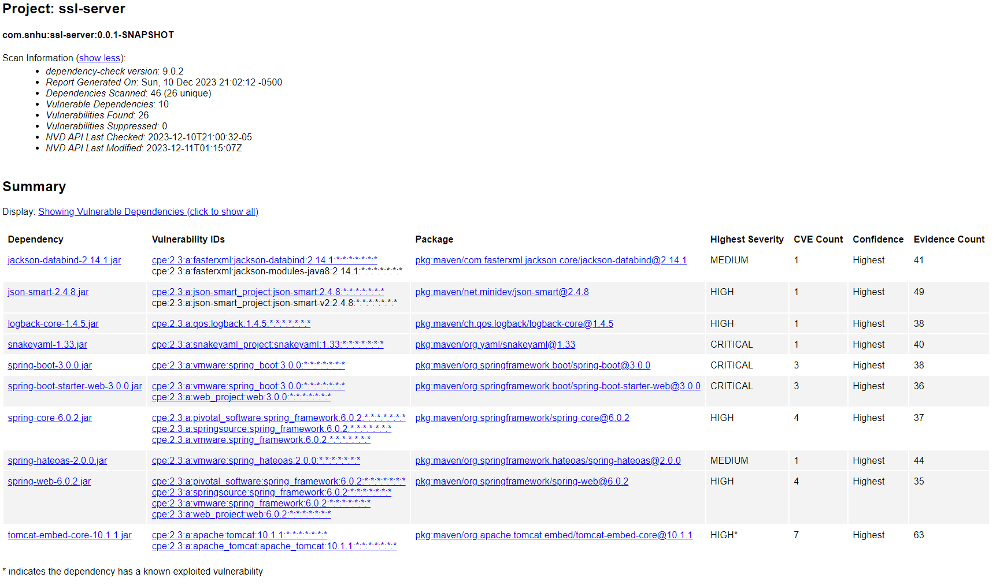 Project: ssl-server
com.snhu:ssl-server:0.0.1-SNAPSHOT
Scan Information (show less):
• dependency-check version: 9.0.2
• Report Generated On: Sun, 10 Dec 2023 21:02:12 -0500
• Dependencies Scanned: 46 (26 unique)
• Vulnerable Dependencies: 10
• Vulnerabilities Found: 26
• Vulnerabilities Suppressed: 0
• NVD API Last Checked: 2023-12-10T21:00:32-05
• NVD API Last Modified: 2023-12-11T01:15:07Z
Summary
Display: Showing Vulnerable Dependencies (click to show all)
Dependency Vulnerability IDs Package Highest Severity CVE Count Confidence Evidence Count
jackson-databind-2.14.1.jar cpe:2.3:a:fasterxml:jackson-databind:2.14.1:*:*:*:*:*:*:* pkg:maven/com.fasterxml.jackson.core/jackson-databind@2.14.1 MEDIUM 1 Highest 41
cpe:2.3:a:fasterxml:jackson-modules-java8:2.14.1:*:*:*:*:*:*:*
json-smart-2.4.8.jar cpe:2.3:a:json-smart_project:json-smart:2.4.8:*:*:*:*:*:*:* pkg:maven/net.minidev/json-smart@2.4.8 HIGH 1 Highest 49
cpe:2.3:a:json-smart_project:json-smart-v2:2.4.8:*:*:*:*:*:*:*
logback-core-1.4.5.jar cpe:2.3:a:qos:logback:1.4.5:*:*:*:*:*:*:* pkg:maven/ch.qos.logback/logback-core@1.4.5 HIGH 1 Highest 38
snakeyaml-1.33.jar cpe:2.3:a:snakeyaml_project:snakeyaml:1.33:*:*:*:*:*:*:* pkg:maven/org.yaml/snakeyaml@1.33 CRITICAL 1 Highest 40
spring-boot-3.0.0.jar cpe:2.3:a:vmware:spring_boot:3.0.0:*:*:*:*:*:*:* pkg:maven/org.springframework.boot/spring-boot@3.0.0 CRITICAL 3 Highest 38
spring-boot-starter-web-3.0.0.jar cpe:2.3:a:vmware:spring_boot:3.0.0:*:*:*:*:*:*:* pkg:maven/org.springframework.boot/spring-boot-starter-web@3.0.0 CRITICAL 3 Highest 36
cpe:2.3:a:web_project:web:3.0.0:*:*:*:*:*:*:*
spring-core-6.0.2.jar cpe:2.3:a:pivotal_software:spring_framework:6.0.2:*:*:*:*:*:*:* pkg:maven/org.springframework/spring-core@6.0.2 HIGH 4 Highest 37
cpe:2.3:a:springsource:spring_framework:6.0.2:*:*:*:*:*:*:*
cpe:2.3:a:vmware:spring_framework:6.0.2:*:*:*:*:*:*:*
spring-hateoas-2.0.0.jar cpe:2.3:a:vmware:spring_hateoas:2.0.0:*:*:*:*:*:*:* pkg:maven/org.springframework.hateoas/spring-hateoas@2.0.0 MEDIUM 1 Highest 44
spring-web-6.0.2.jar cpe:2.3:a:pivotal_software:spring_framework:6.0.2:*:*:*:*:*:*:* pkg:maven/org.springframework/spring-web@6.0.2 HIGH 4 Highest 35
cpe:2.3:a:springsource:spring_framework:6.0.2:*:*:*:*:*:*:*
cpe:2.3:a:vmware:spring_framework:6.0.2:*:*:*:*:*:*:*
cpe:2.3:a:web_project:web:6.0.2:*:*:*:*:*:*:*
tomcat-embed-core-10.1.1.jar cpe:2.3:a:apache:tomcat:10.1.1:*:*:*:*:*:*:* pkg:maven/org.apache.tomcat.embed/tomcat-embed-core@10.1.1 HIGH* 7 Highest 63
cpe:2.3:a:apache_tomcat:apache_tomcat:10.1.1:*:*:*:*:*:*:*
* indicates the dependency has a known exploited vulnerability